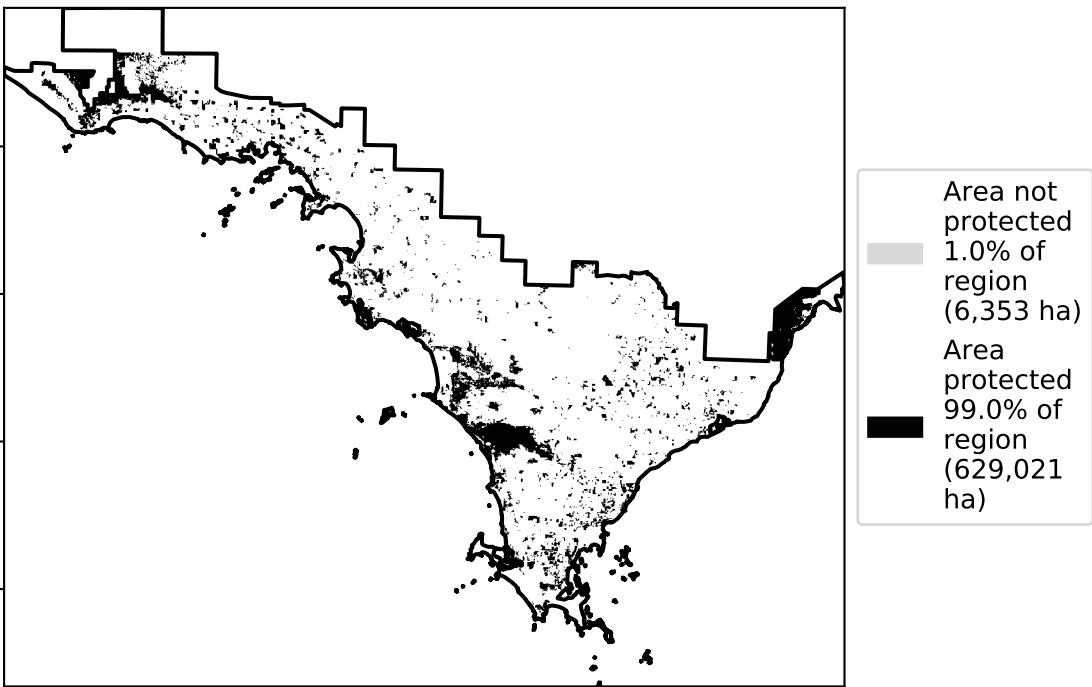 Area not
protected
1.0% of
region
(6,353 ha)
Area
protected
99.0% of
region
(629,021
ha)